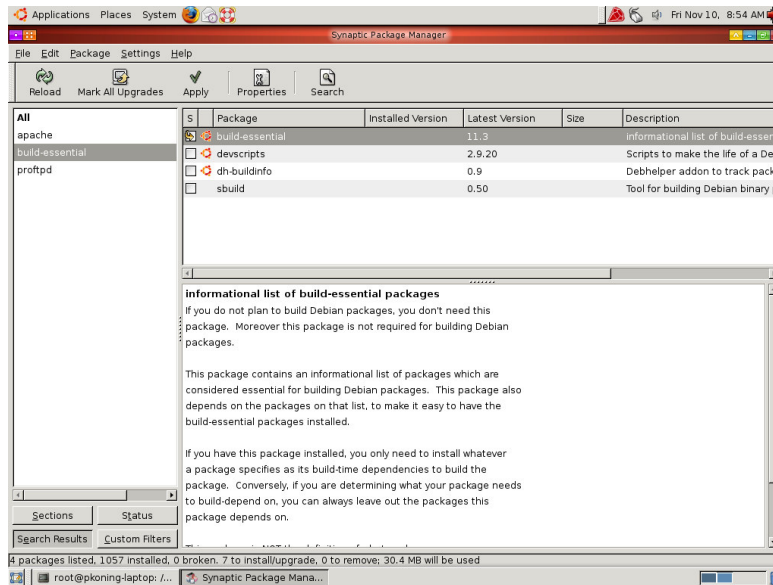 Applications Places System Fri Nov 10, 8:54 AM
Synaptic Package Manager
File Edit Package Settings Help
Reload Mark All Upgrades Apply Properties Search
All
apache
build-essential
proftpd
S Package Installed Version Latest Version Size Description
build-essential 11.3 informational list of build-essen
devscripts 2.9.20 Scripts to make the life of a De
dh-buildinfo 0.9 Debhelper addon to track pack
sbuild 0.50 Tool for building Debian binary
informational list of build-essential packages
If you do not plan to build Debian packages, you don't need this
package. Moreover this package is not required for building Debian
packages.
This package contains an informational list of packages which are
considered essential for building Debian packages. This package also
depends on the packages on that list, to make it easy to have the
build-essential packages installed.
If you have this package installed, you only need to install whatever
a package specifies as its build-time dependencies to build the
package. Conversely, if you are determining what your package needs
to build-depend on, you can always leave out the packages this
package depends on.
Sections Status
Search Results Custom Filters
4 packages listed, 1057 installed, 0 broken. 7 to install/upgrade, 0 to remove; 30.4 MB will be used
root@pkoning-laptop: /... Synaptic Package Mana...